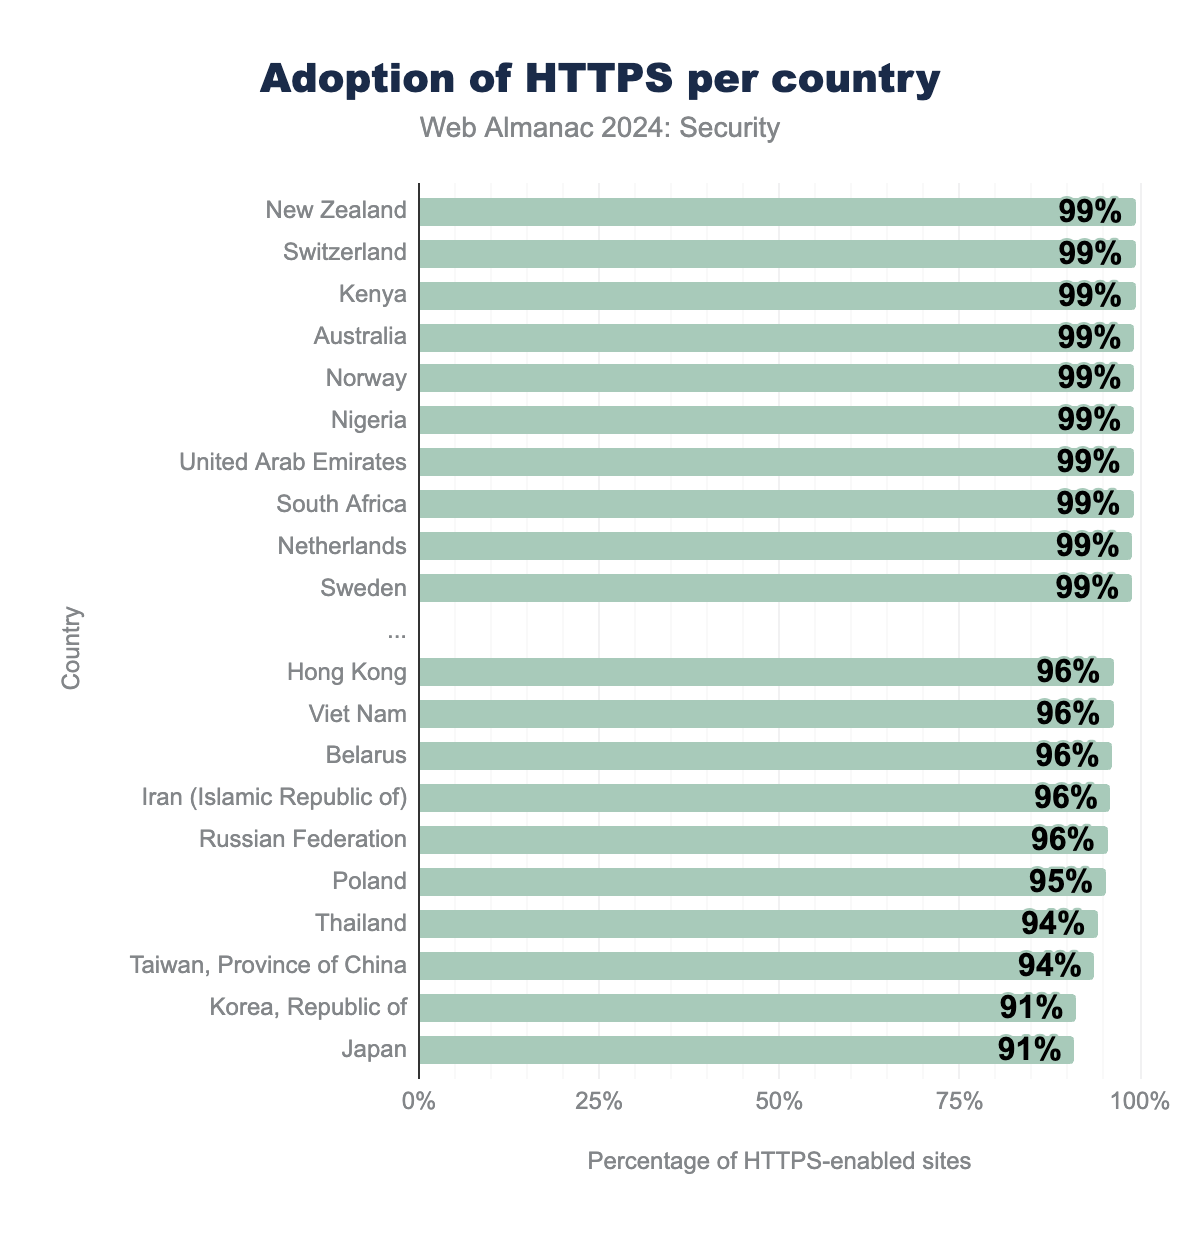 Adoption of HTTPS per country
Web Almanac 2024: Security
Country
New Zealand 99%
Switzerland 99%
Kenya 99%
Australia 99%
Norway 99%
Nigeria 99%
United Arab Emirates 99%
South Africa 99%
Netherlands 99%
Sweden 99%
...
Hong Kong 96%
Viet Nam 96%
Belarus 96%
Iran (Islamic Republic of) 96%
Russian Federation 96%
Poland 95%
Thailand 94%
Taiwan, Province of China 94%
Korea, Republic of 91%
Japan 91%
0% 25% 50% 75% 100%
Percentage of HTTPS-enabled sites